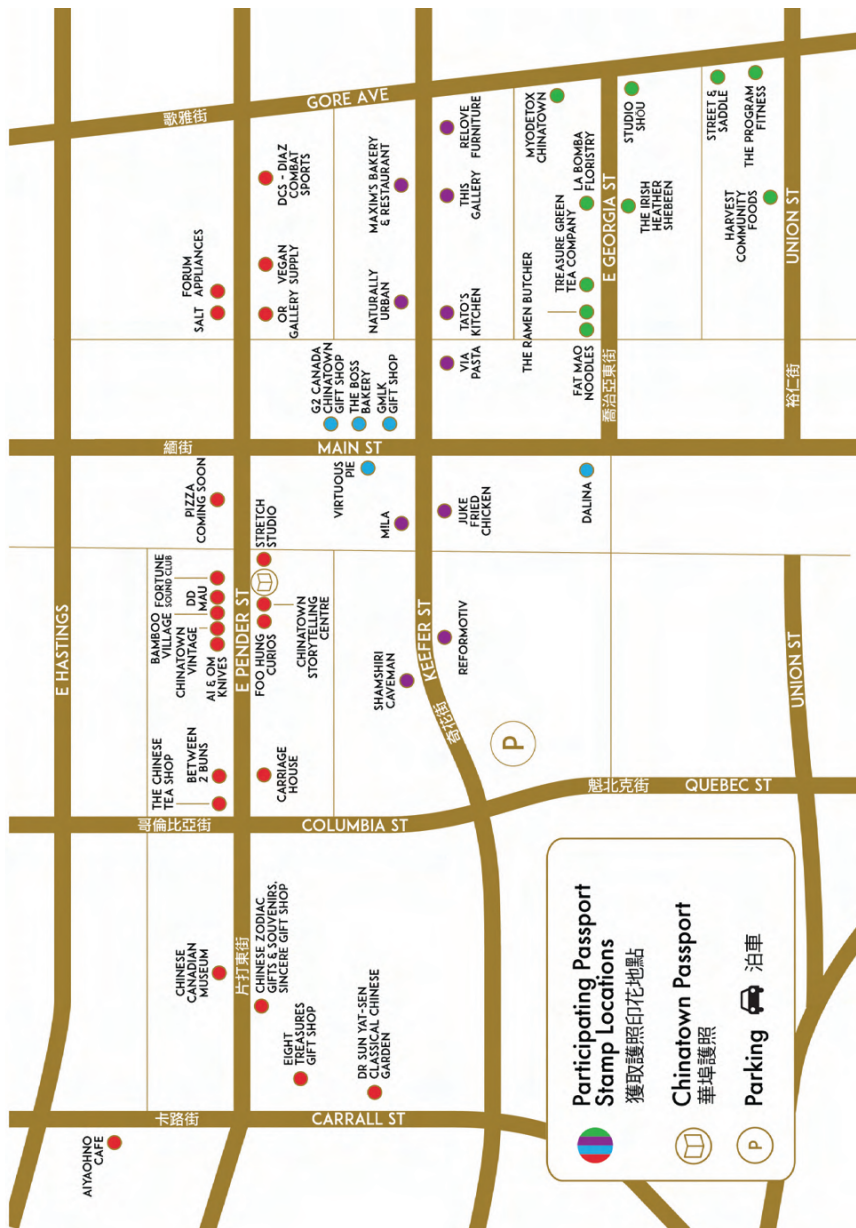 E HASTINGS
AIYAOHNO
CAFE
卡路街
CARRALL ST
CHINESE
CANADIAN
MUSEUM
哥倫比亞街
COLUMBIA ST
THE CHINESE
TEA SHOP
BETWEEN
2 BUNS
BAMBOO
VILLAGE
FORTUNE
SOUND CLUB
CHINATOWN
VINTAGE
DD
MAU
AI & OM
KNIVES
PIZZA
COMING SOON
緬街
MAIN ST
SALT
FORUM
APPLIANCES
歌雅街
GORE AVE
片打東街
E PENDER ST
EIGHT
TREASURES
GIFT SHOP
CHINESE ZODIAC
GIFTS & SOUVENIRS.
SINCERE GIFT SHOP
DR SUN YAT-SEN
CLASSICAL CHINESE
GARDEN
CARRIAGE
HOUSE
FOO HUNG
CURIOS
CHINATOWN
STORYTELLING
CENTRE
STRETCH
STUDIO
OR
GALLERY
VEGAN
SUPPLY
DCS - DIAZ
COMBAT
SPORTS
G2 CANADA
CHINATOWN
GIFT SHOP
THE BOSS
BAKERY
GMLK
GIFT SHOP
VIRTUOUS
PIE
SHAMSHIRI
CAVEMAN
MILA
NATURALLY
URBAN
MAXIM'S BAKERY
& RESTAURANT
奇花街
KEEFER ST
REFORMOTIV
JUKE
FRIED
CHICKEN
VIA
PASTA
TATO'S
KITCHEN
THIS
GALLERY
RELOVE
FURNITURE
P
DALINA
THE RAMEN BUTCHER
FAT MAO
NOODLES
TREASURE GREEN
TEA COMPANY
LA BOMBA
FLORISTRY
MYODETOX
CHINATOWN
喬治亞東街
E GEORGIA ST
魁北克街
QUEBEC ST
THE IRISH
HEATHER
SHEBEEN
STUDIO
SHOU
HARVEST
COMMUNITY
FOODS
STREET &
SADDLE
THE PROGRAM
FITNESS
UNION ST
裕仁街
UNION ST
Participating Passport
Stamp Locations
獲取護照印花地點
Chinatown Passport
華埠護照
P
Parking
泊車